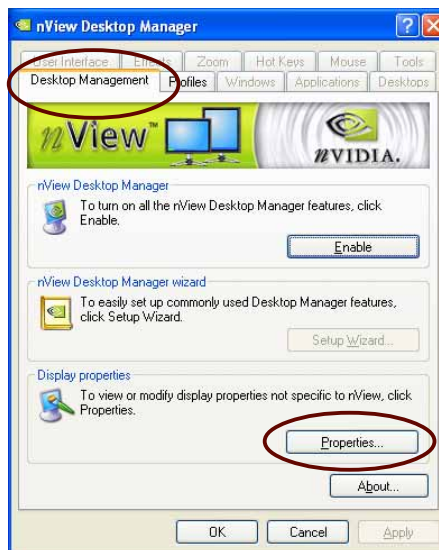 nView Desktop Manager
User Interface Effects Zoom Hot Keys Mouse Tools
Desktop Management Profiles Windows Applications Desktops
nView™
NVIDIA.
nView Desktop Manager
To turn on all the nView Desktop Manager features, click
Enable.
Enable
nView Desktop Manager wizard
To easily set up commonly used Desktop Manager features,
click Setup Wizard.
Setup Wizard...
Display properties
To view or modify display properties not specific to nView, click
Properties.
Properties...
About...
OK Cancel Apply